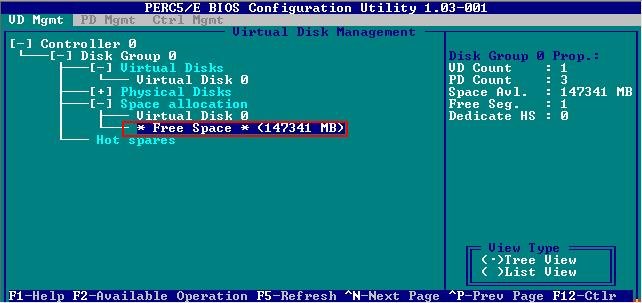 PERC5/E BIOS Configuration Utility 1.03-001
VD Mgmt PD Mgmt Ctrl Mgmt
Virtual Disk Management
[-] Controller 0
[-] Disk Group 0
[-] Virtual Disks
Virtual Disk 0
[+] Physical Disks
[-] Space allocation
Virtual Disk 0
* Free Space * (147341 MB)
Hot spares
Disk Group 0 Prop.:
VD Count : 1
PD Count : 3
Space Avl. : 147341 MB
Free Seg. : 1
Dedicate HS : 0
View Type
(·)Tree View
( )List View
F1-Help F2-Available Operation F5-Refresh ^N-Next Page ^P-Prev Page F12-Ctlr